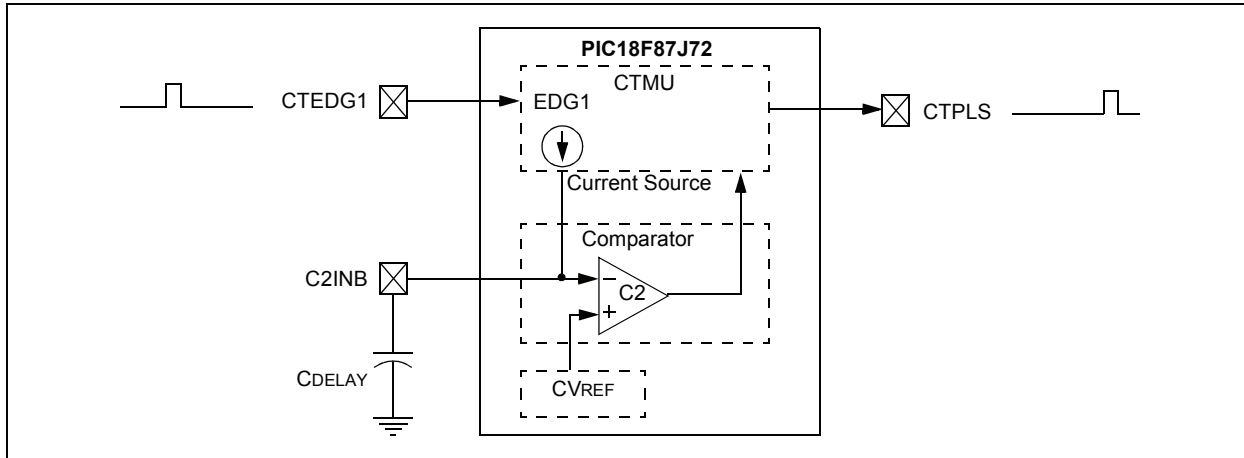 PIC18F87J72
CTMU
CTEDG1
EDG1
CTPLS
Current Source
Comparator
C2INB
−
C2
+
CDELAY
CVREF